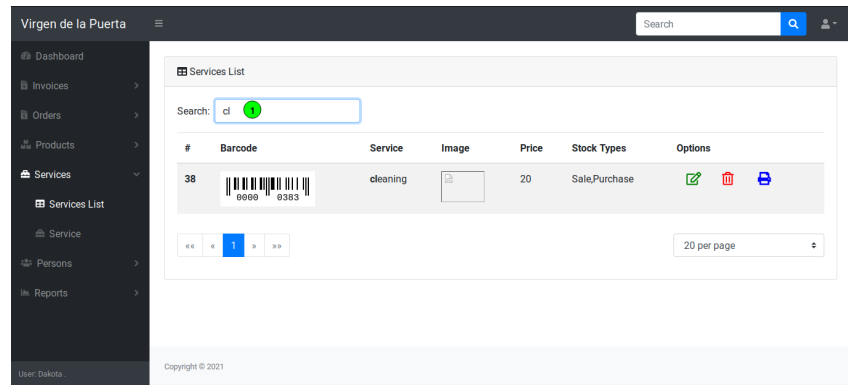 Virgen de la Puerta
Search
Dashboard
Invoices
Orders
Products
Services
Services List
Service
Persons
Reports
User: Dakota .
Services List
Search: cl 1
# Barcode Service Image Price Stock Types Options
38 0000 0383 cleaning 20 Sale,Purchase
«« « 1 » »» 20 per page
Copyright © 2021